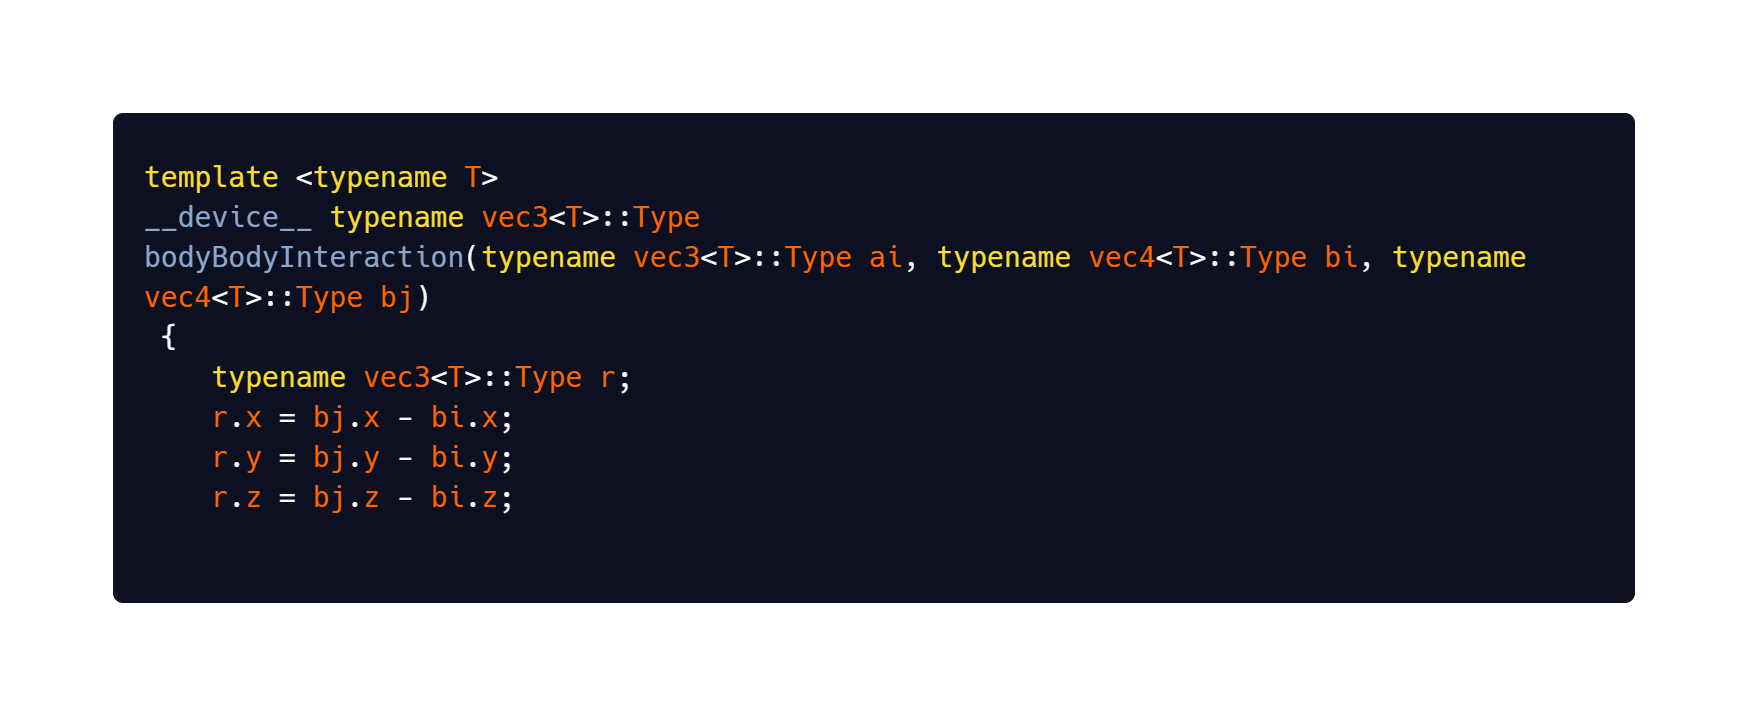 template <typename T>
__device__ typename vec3<T>::Type
bodyBodyInteraction(typename vec3<T>::Type ai, typename vec4<T>::Type bi, typename
vec4<T>::Type bj)
 {
    typename vec3<T>::Type r;
    r.x = bj.x - bi.x;
    r.y = bj.y - bi.y;
    r.z = bj.z - bi.z;